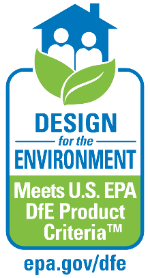 DESIGN
for the
ENVIRONMENT
Meets U.S. EPA
DfE Product
Criteria™
epa.gov/dfe